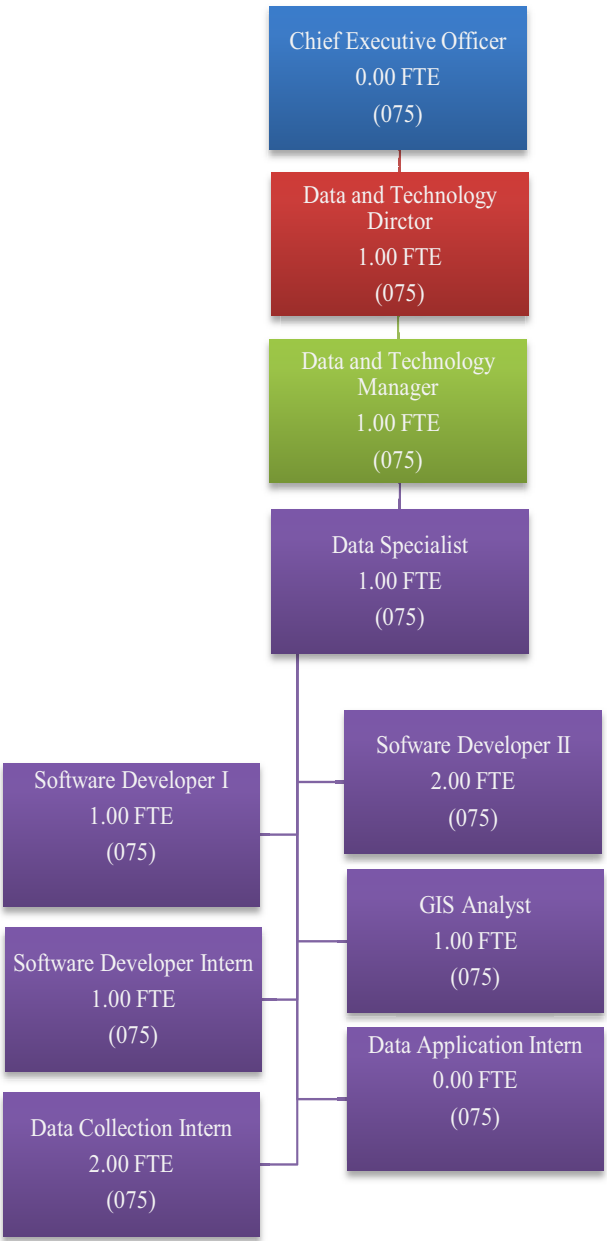 Chief Executive Officer
0.00 FTE
(075)
Data and Technology
Dirctor
1.00 FTE
(075)
Data and Technology
Manager
1.00 FTE
(075)
Data Specialist
1.00 FTE
(075)
Sofware Developer II
2.00 FTE
(075)
Software Developer I
1.00 FTE
(075)
GIS Analyst
1.00 FTE
(075)
Software Developer Intern
1.00 FTE
(075)
Data Application Intern
0.00 FTE
(075)
Data Collection Intern
2.00 FTE
(075)